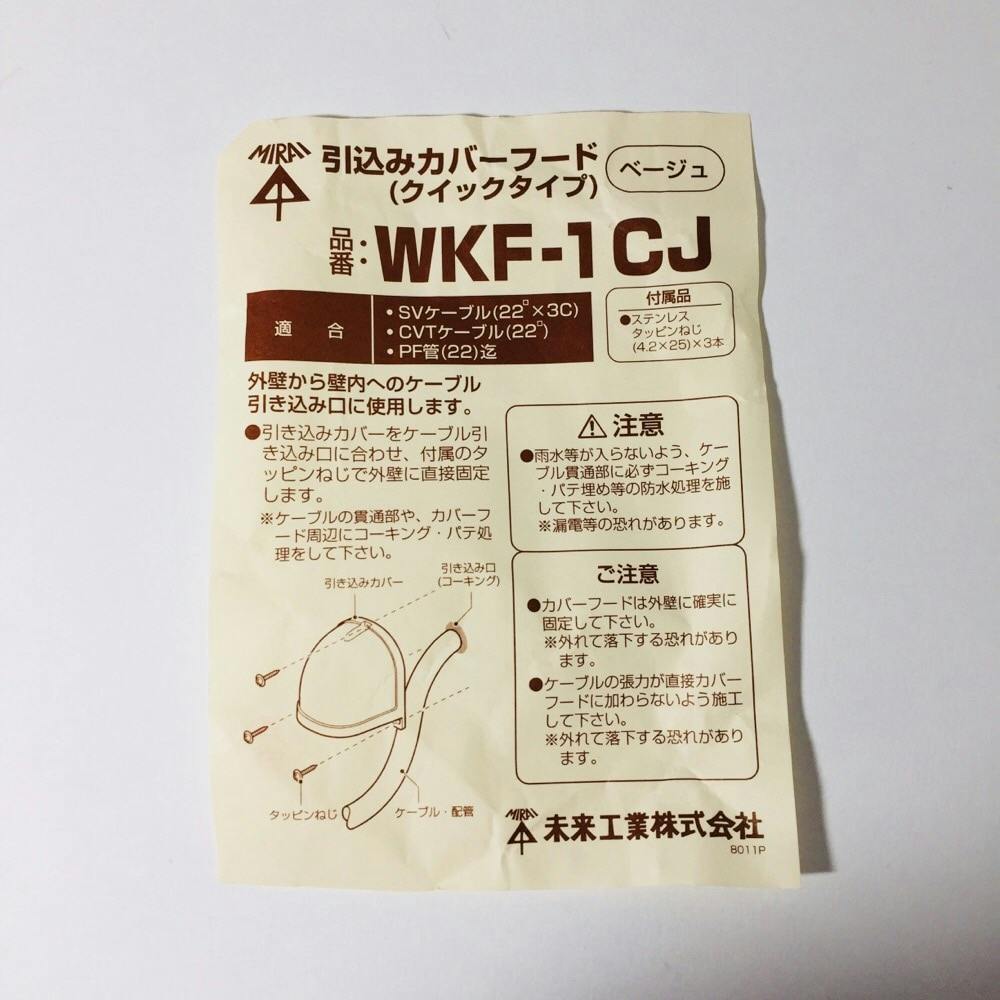 MIRAI
引込みカバーフード
(クイックタイプ)
ベージュ
品番：WKF-1CJ
適合
・SVケーブル(22□×3C)
・CVTケーブル(22□)
・PF管(22)迄
付属品
●ステンレス
タッピンねじ
(4.2×25)×3本
外壁から壁内へのケーブル
引き込み口に使用します。
●引き込みカバーをケーブル引
き込み口に合わせ、付属のタ
ッピンねじで外壁に直接固定
します。
※ケーブルの貫通部や、カバーフ
ード周辺にコーキング・パテ処
理をして下さい。
⚠注意
●雨水等が入らないよう、ケー
ブル貫通部に必ずコーキング
・パテ埋め等の防水処理を施
して下さい。
※漏電等の恐れがあります。
ご注意
●カバーフードは外壁に確実に
固定して下さい。
※外れて落下する恐れがあり
ます。
●ケーブルの張力が直接カバー
フードに加わらないよう施工
して下さい。
※外れて落下する恐れがあり
ます。
引き込みカバー
引き込み口
(コーキング)
タッピンねじ
ケーブル・配管
MIRAI
未来工業株式会社
8011P